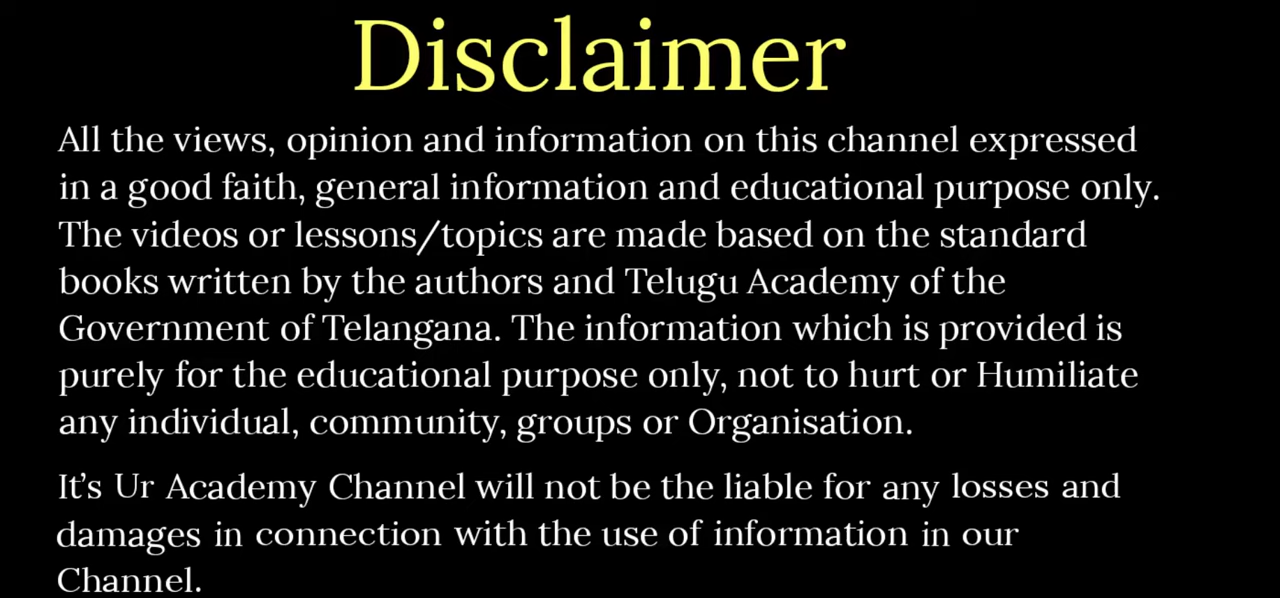 Disclaimer
All the views, opinion and information on this channel expressed
in a good faith, general information and educational purpose only.
The videos or lessons/topics are made based on the standard
books written by the authors and Telugu Academy of the
Government of Telangana. The information which is provided is
purely for the educational purpose only, not to hurt or Humiliate
any individual, community, groups or Organisation.
It’s Ur Academy Channel will not be the liable for any losses and
damages in connection with the use of information in our
Channel.